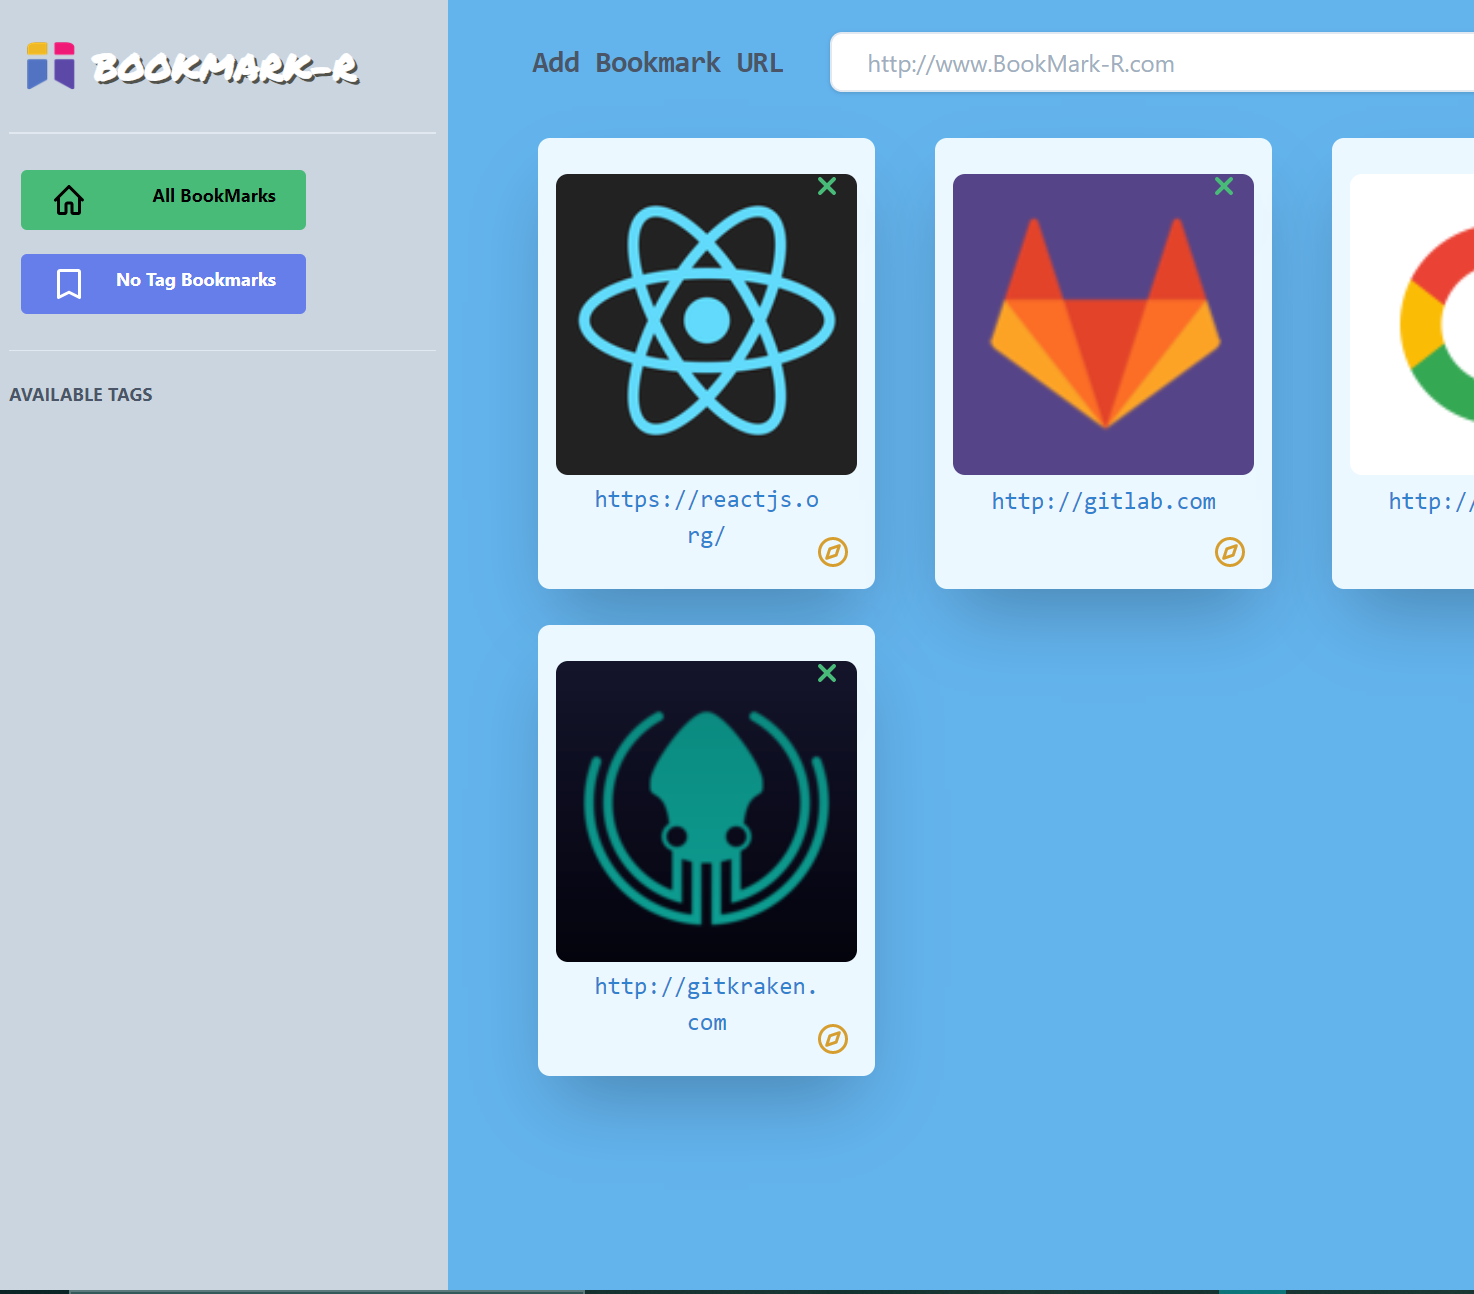 BOOKMARK-R
Add Bookmark URL
http://www.BookMark-R.com
All BookMarks
No Tag Bookmarks
AVAILABLE TAGS
https://reactjs.o
rg/
http://gitlab.com
http://
http://gitkraken.
com